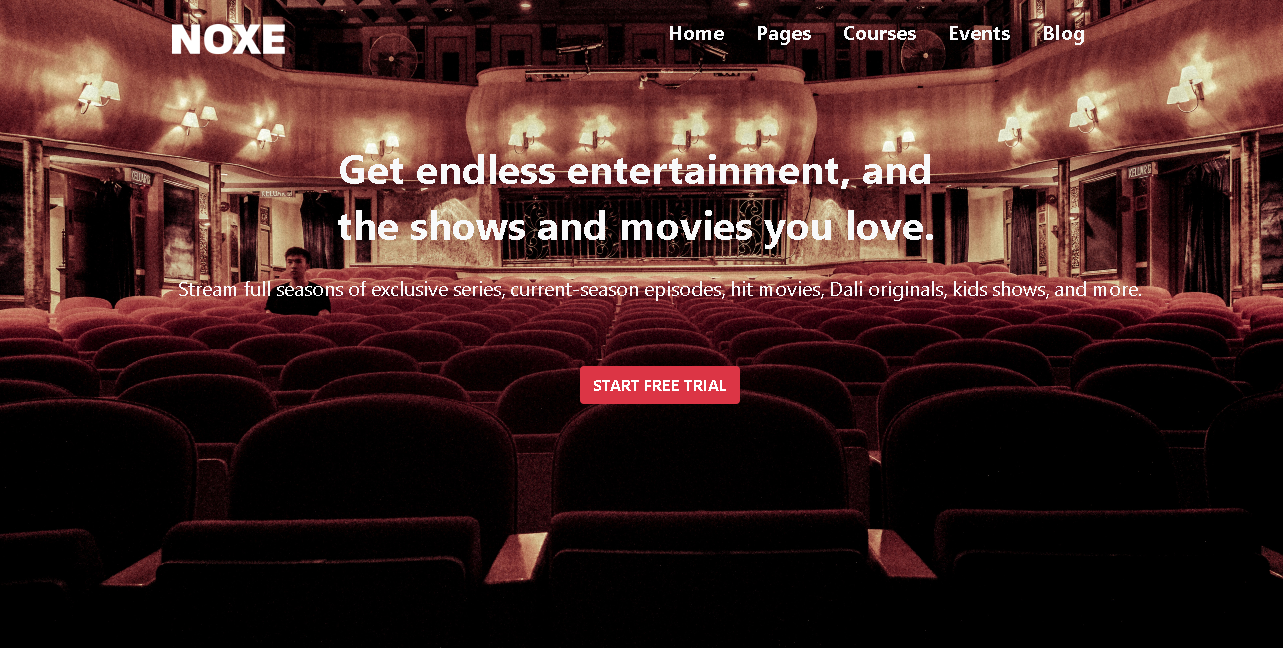 NOXE
Home Pages Courses Events Blog
Get endless entertainment, and
the shows and movies you love.
Stream full seasons of exclusive series, current-season episodes, hit movies, Dali originals, kids shows, and more.
START FREE TRIAL